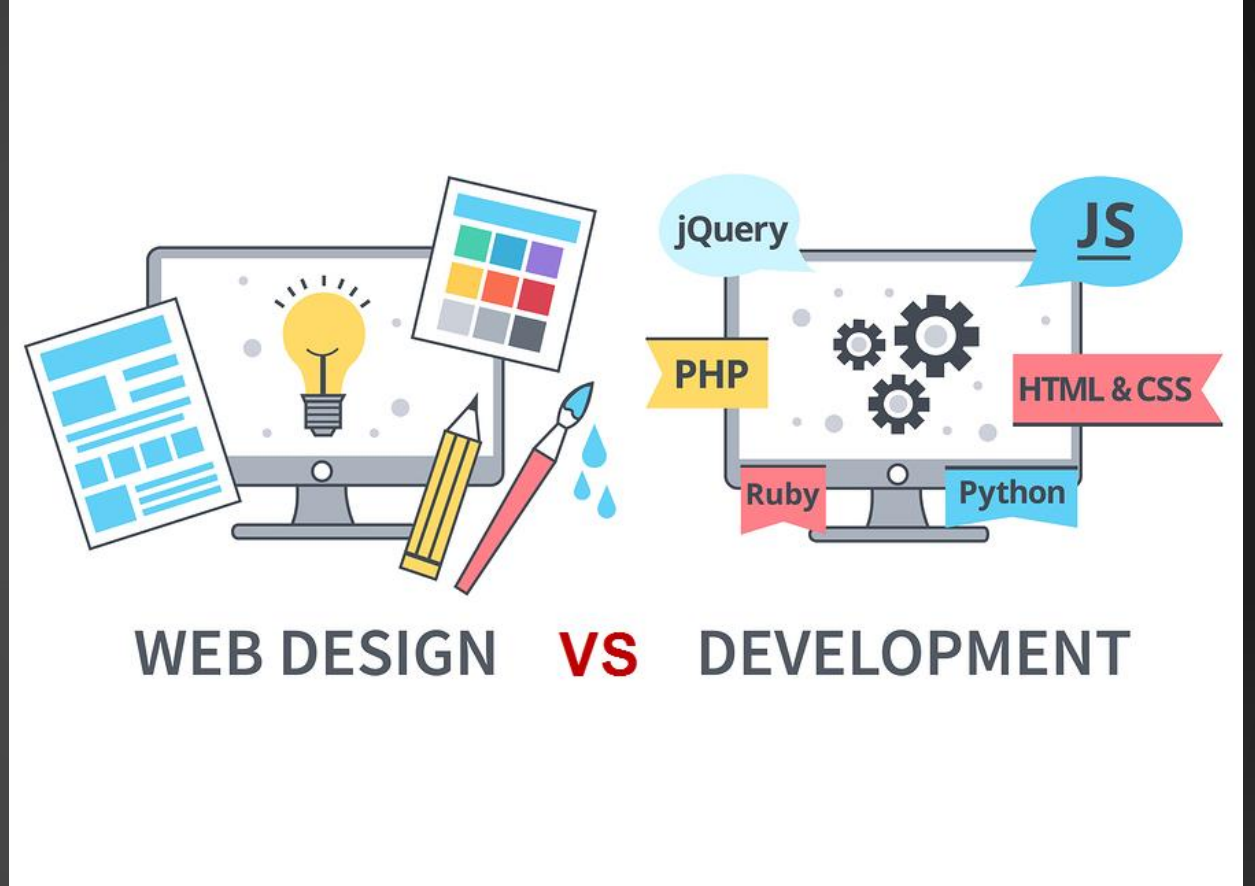 jQuery
JS
PHP
HTML & CSS
Ruby
Python
WEB DESIGN VS DEVELOPMENT